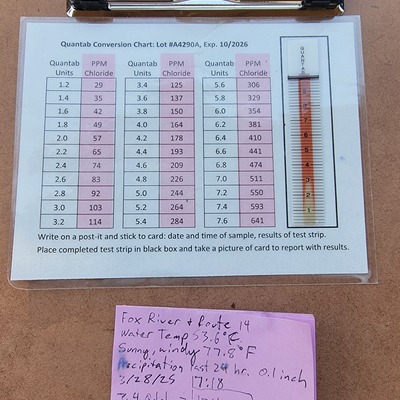 Quantab Conversion Chart: Lot #A4290A, Exp. 10/2026
Quantab Units PPM Chloride Quantab Units PPM Chloride Quantab Units PPM Chloride
1.2 29 3.4 125 5.6 306
1.4 35 3.6 137 5.8 329
1.6 42 3.8 150 6.0 354
1.8 49 4.0 164 6.2 381
2.0 57 4.2 178 6.4 410
2.2 65 4.4 193 6.6 441
2.4 74 4.6 209 6.8 474
2.6 83 4.8 226 7.0 511
2.8 92 5.0 244 7.2 550
3.0 103 5.2 264 7.4 593
3.2 114 5.4 284 7.6 641
QUANTAB
7
6
5
4
3
2
1
Write on a post-it and stick to card: date and time of sample, results of test strip.
Place completed test strip in black box and take a picture of card to report with results.
Fox River & Route 14
Water Temp 53.6°F
Sunny, windy 77.8°F
Precipitation last 24 hr. 0.1 inch
3/28/25 7:18